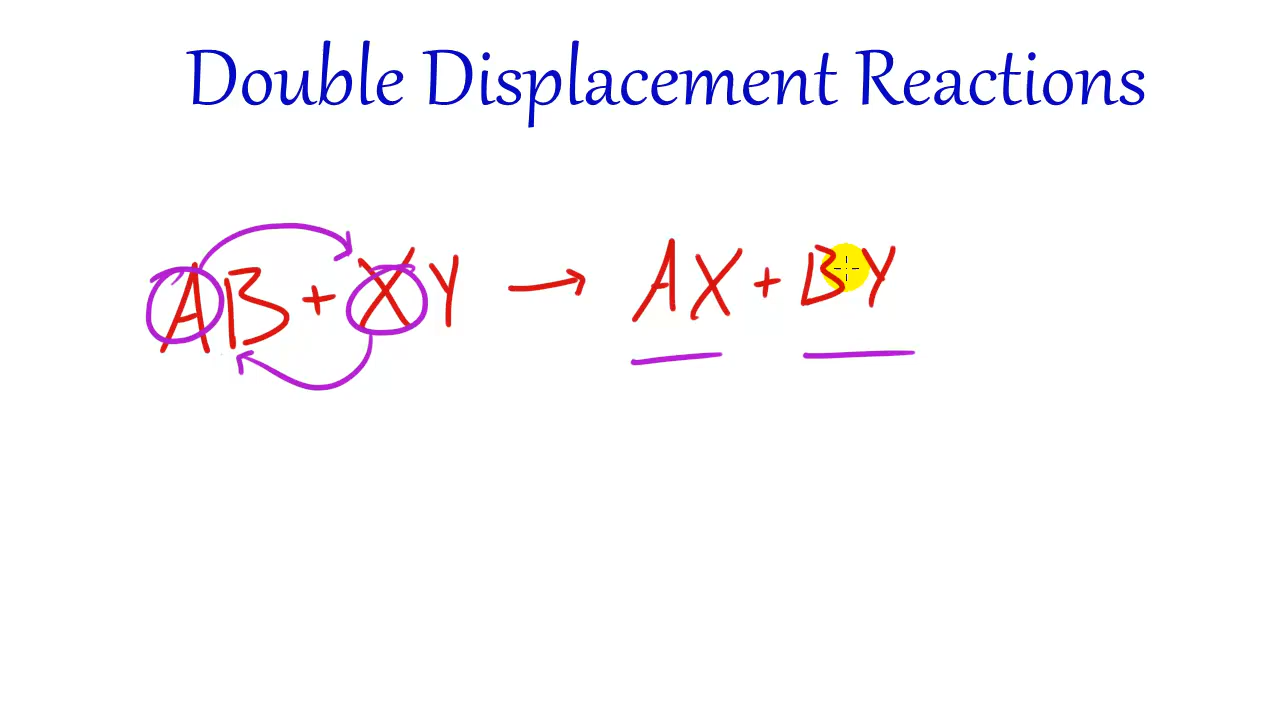 Double Displacement Reactions
AB + XY → AX + BY